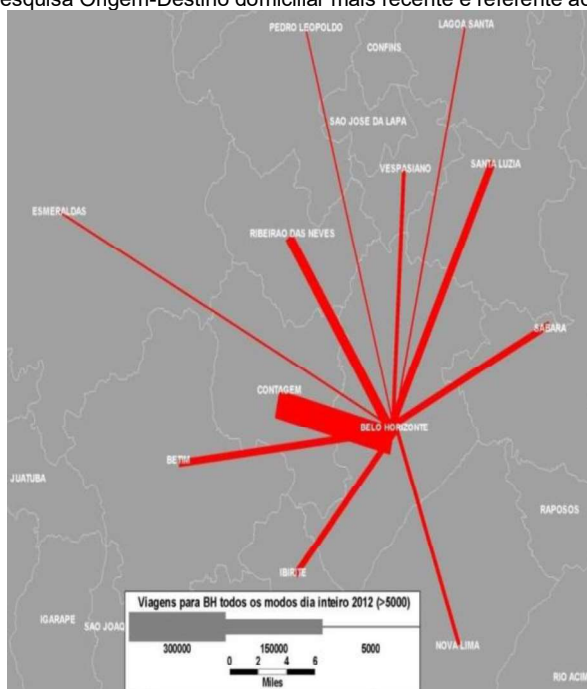 esquisa Origem-Destino domiciliar mais recente é referente ao
PEDRO LEOPOLDO
LAGOA SANTA
CONFINS
SAO JOSE DA LAPA
VESPASIANO
SANTA LUZIA
ESMERALDAS
RIBEIRAO DAS NEVES
SABARA
CONTAGEM
BELO HORIZONTE
BETIM
JUATUBA
RAPOSOS
IBIRITE
Viagens para BH todos os modos dia inteiro 2012 (>5000)
IGARAPE
SAO JOAQ
300000 150000 5000
NOVA LIMA
0 2 4 6
Miles
RIO ACIM